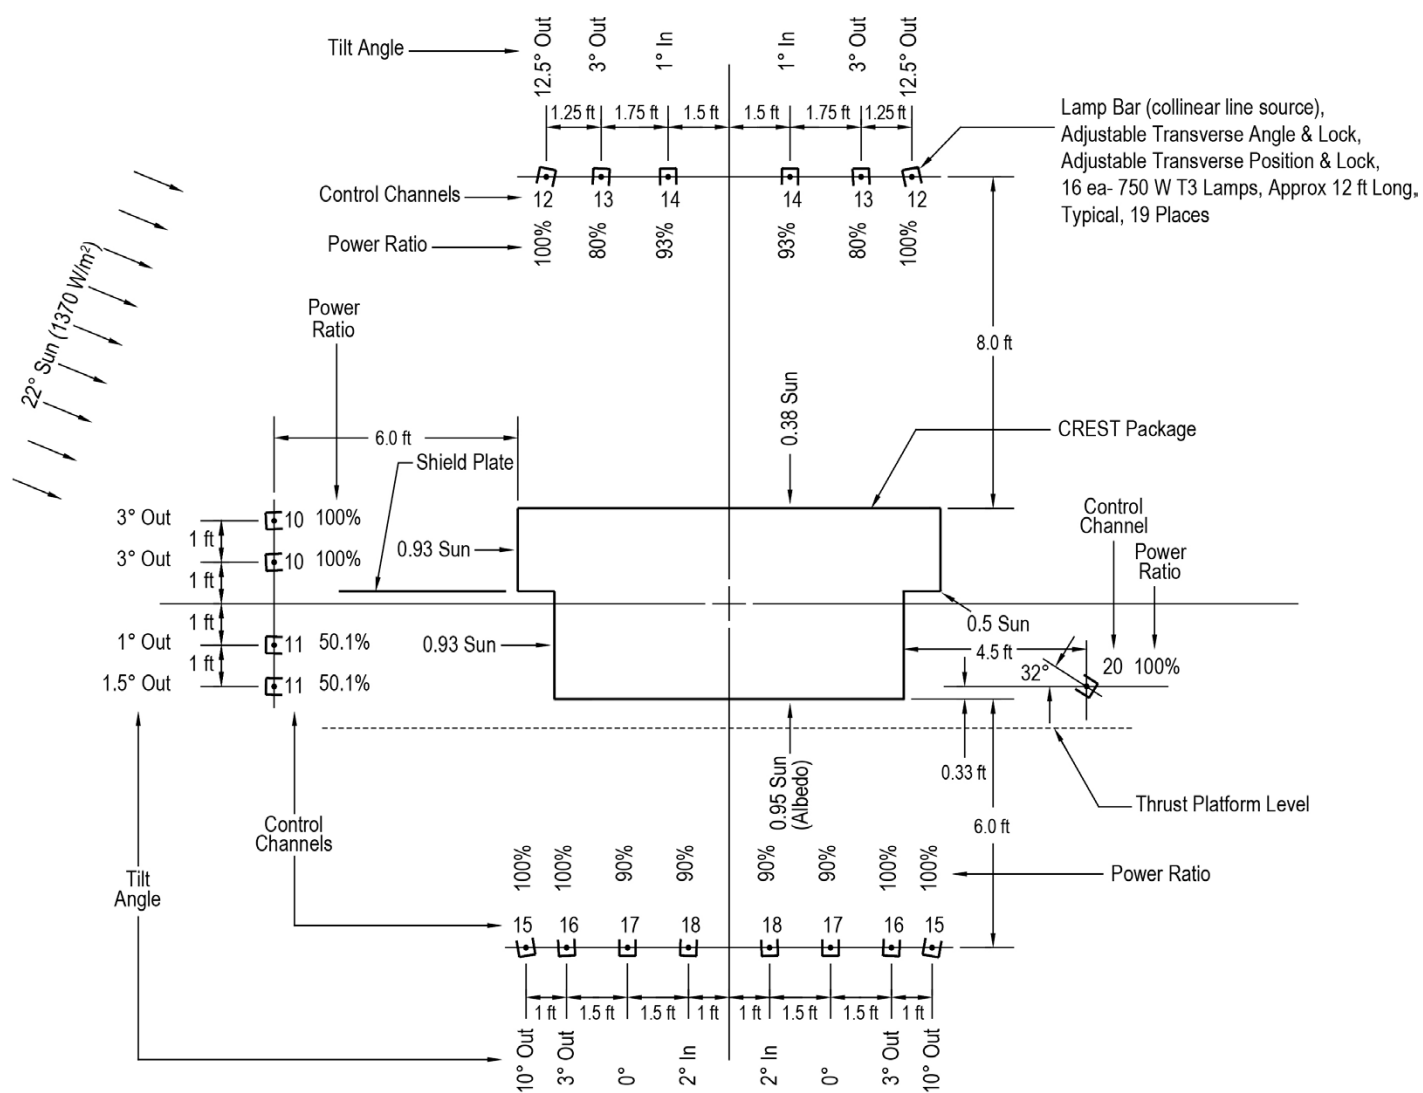 Tilt Angle
12.5° Out
3° Out
1° In
1° In
3° Out
12.5° Out
1.25 ft
1.75 ft
1.5 ft
1.5 ft
1.75 ft
1.25 ft
Lamp Bar (collinear line source),
Adjustable Transverse Angle & Lock,
Adjustable Transverse Position & Lock,
16 ea- 750 W T3 Lamps, Approx 12 ft Long,
Typical, 19 Places
Control Channels
12
13
14
14
13
12
Power Ratio
100%
80%
93%
93%
80%
100%
22° Sun (1370 W/m²)
Power
Ratio
8.0 ft
0.38 Sun
6.0 ft
Shield Plate
CREST Package
3° Out
10
100%
1 ft
3° Out
10
100%
1 ft
0.93 Sun
Control
Channel
Power
Ratio
1 ft
1° Out
11
50.1%
1 ft
1.5° Out
11
50.1%
0.93 Sun
0.5 Sun
4.5 ft
32°
20
100%
0.33 ft
0.95 Sun
(Albedo)
Thrust Platform Level
6.0 ft
Control
Channels
Tilt
Angle
100%
100%
90%
90%
90%
90%
100%
100%
Power Ratio
15
16
17
18
18
17
16
15
1 ft
1.5 ft
1.5 ft
1 ft
1 ft
1.5 ft
1.5 ft
1 ft
10° Out
3° Out
0°
2° In
2° In
0°
3° Out
10° Out